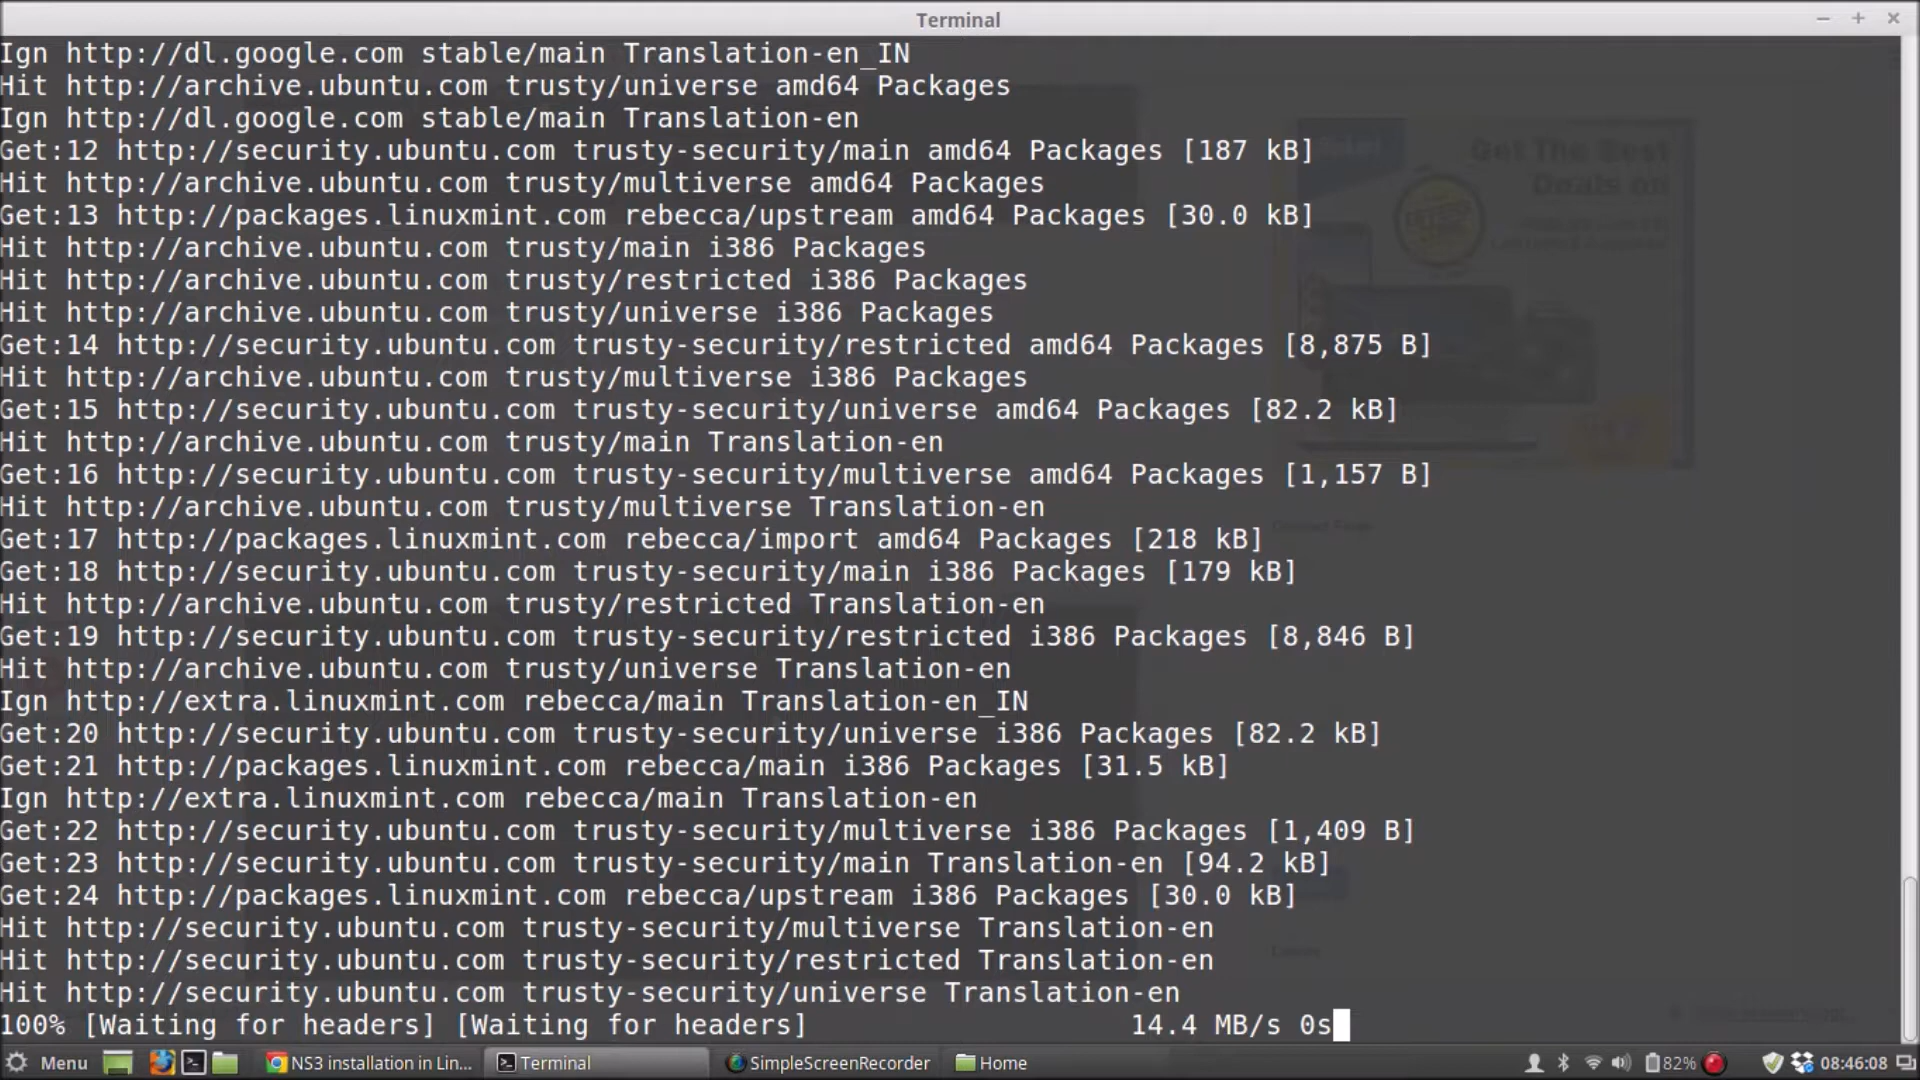 Terminal
Ign http://dl.google.com stable/main Translation-en_IN
Hit http://archive.ubuntu.com trusty/universe amd64 Packages
Ign http://dl.google.com stable/main Translation-en
Get:12 http://security.ubuntu.com trusty-security/main amd64 Packages [187 kB]
Hit http://archive.ubuntu.com trusty/multiverse amd64 Packages
Get:13 http://packages.linuxmint.com rebecca/upstream amd64 Packages [30.0 kB]
Hit http://archive.ubuntu.com trusty/main i386 Packages
Hit http://archive.ubuntu.com trusty/restricted i386 Packages
Hit http://archive.ubuntu.com trusty/universe i386 Packages
Get:14 http://security.ubuntu.com trusty-security/restricted amd64 Packages [8,875 B]
Hit http://archive.ubuntu.com trusty/multiverse i386 Packages
Get:15 http://security.ubuntu.com trusty-security/universe amd64 Packages [82.2 kB]
Hit http://archive.ubuntu.com trusty/main Translation-en
Get:16 http://security.ubuntu.com trusty-security/multiverse amd64 Packages [1,157 B]
Hit http://archive.ubuntu.com trusty/multiverse Translation-en
Get:17 http://packages.linuxmint.com rebecca/import amd64 Packages [218 kB]
Get:18 http://security.ubuntu.com trusty-security/main i386 Packages [179 kB]
Hit http://archive.ubuntu.com trusty/restricted Translation-en
Get:19 http://security.ubuntu.com trusty-security/restricted i386 Packages [8,846 B]
Hit http://archive.ubuntu.com trusty/universe Translation-en
Ign http://extra.linuxmint.com rebecca/main Translation-en_IN
Get:20 http://security.ubuntu.com trusty-security/universe i386 Packages [82.2 kB]
Get:21 http://packages.linuxmint.com rebecca/main i386 Packages [31.5 kB]
Ign http://extra.linuxmint.com rebecca/main Translation-en
Get:22 http://security.ubuntu.com trusty-security/multiverse i386 Packages [1,409 B]
Get:23 http://security.ubuntu.com trusty-security/main Translation-en [94.2 kB]
Get:24 http://packages.linuxmint.com rebecca/upstream i386 Packages [30.0 kB]
Hit http://security.ubuntu.com trusty-security/multiverse Translation-en
Hit http://security.ubuntu.com trusty-security/restricted Translation-en
Hit http://security.ubuntu.com trusty-security/universe Translation-en
100% [Waiting for headers] [Waiting for headers] 14.4 MB/s 0s
Get The Best
Deals on
Menu NS3 installation in Lin... Terminal SimpleScreenRecorder Home 82% 08:46:08